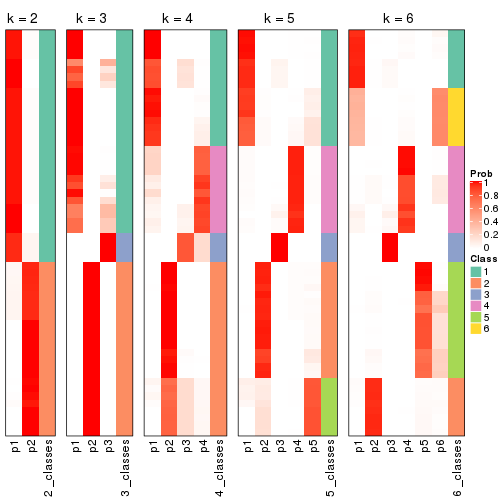 k = 2
k = 3
k = 4
k = 5
k = 6
p1
p2
2_classes
p1
p2
p3
3_classes
p1
p2
p3
p4
4_classes
p1
p2
p3
p4
p5
5_classes
p1
p2
p3
p4
p5
p6
6_classes
Prob
1
0.8
0.6
0.4
0.2
0
Class
1
2
3
4
5
6